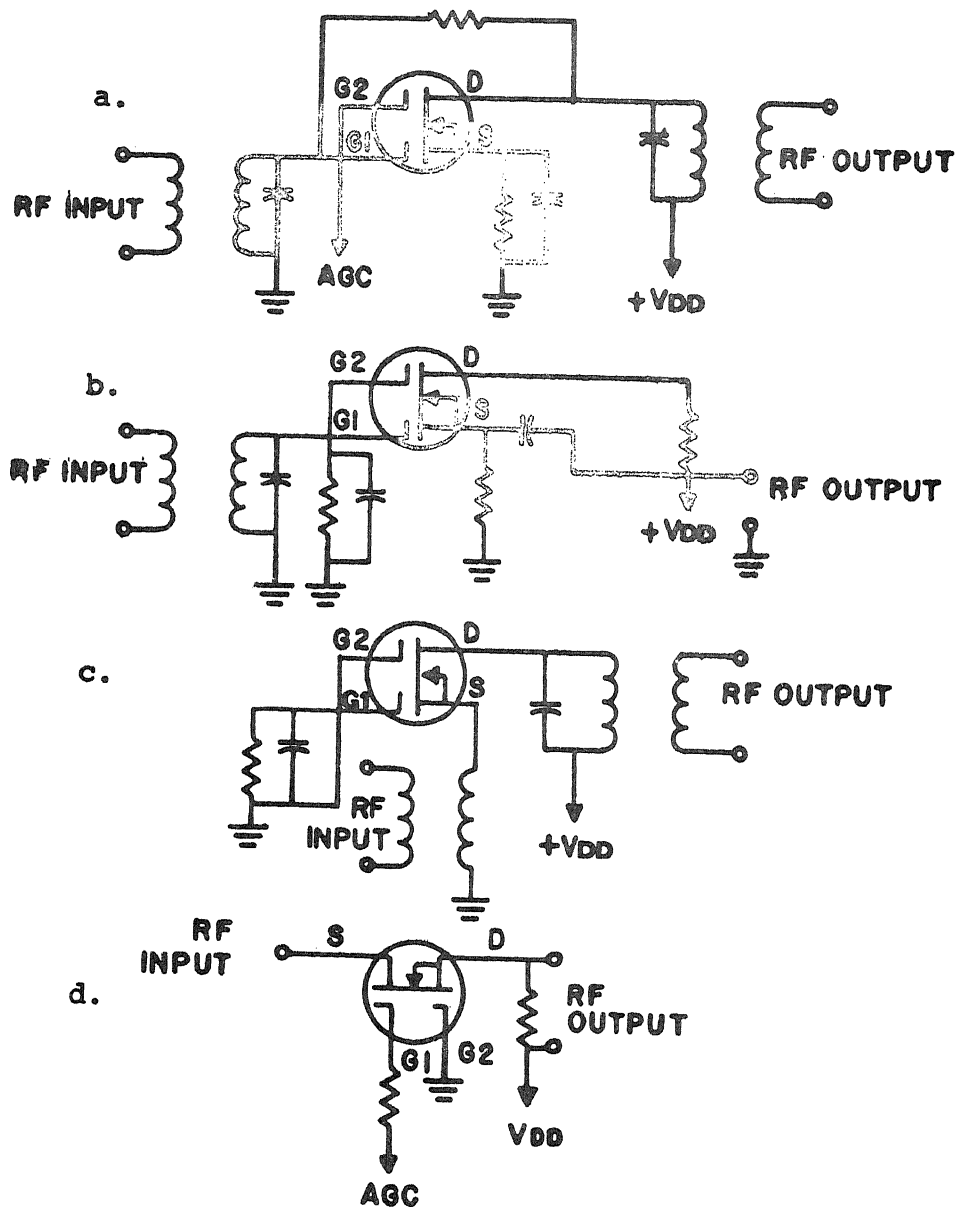 a.
G2
D
G1
S
RF INPUT
RF OUTPUT
AGC
+VDD
b.
G2
D
G1
S
RF INPUT
RF OUTPUT
+VDD
c.
G2
D
G1
S
RF OUTPUT
RF
INPUT
+VDD
d.
RF
INPUT
S
D
RF
OUTPUT
G1
G2
VDD
AGC